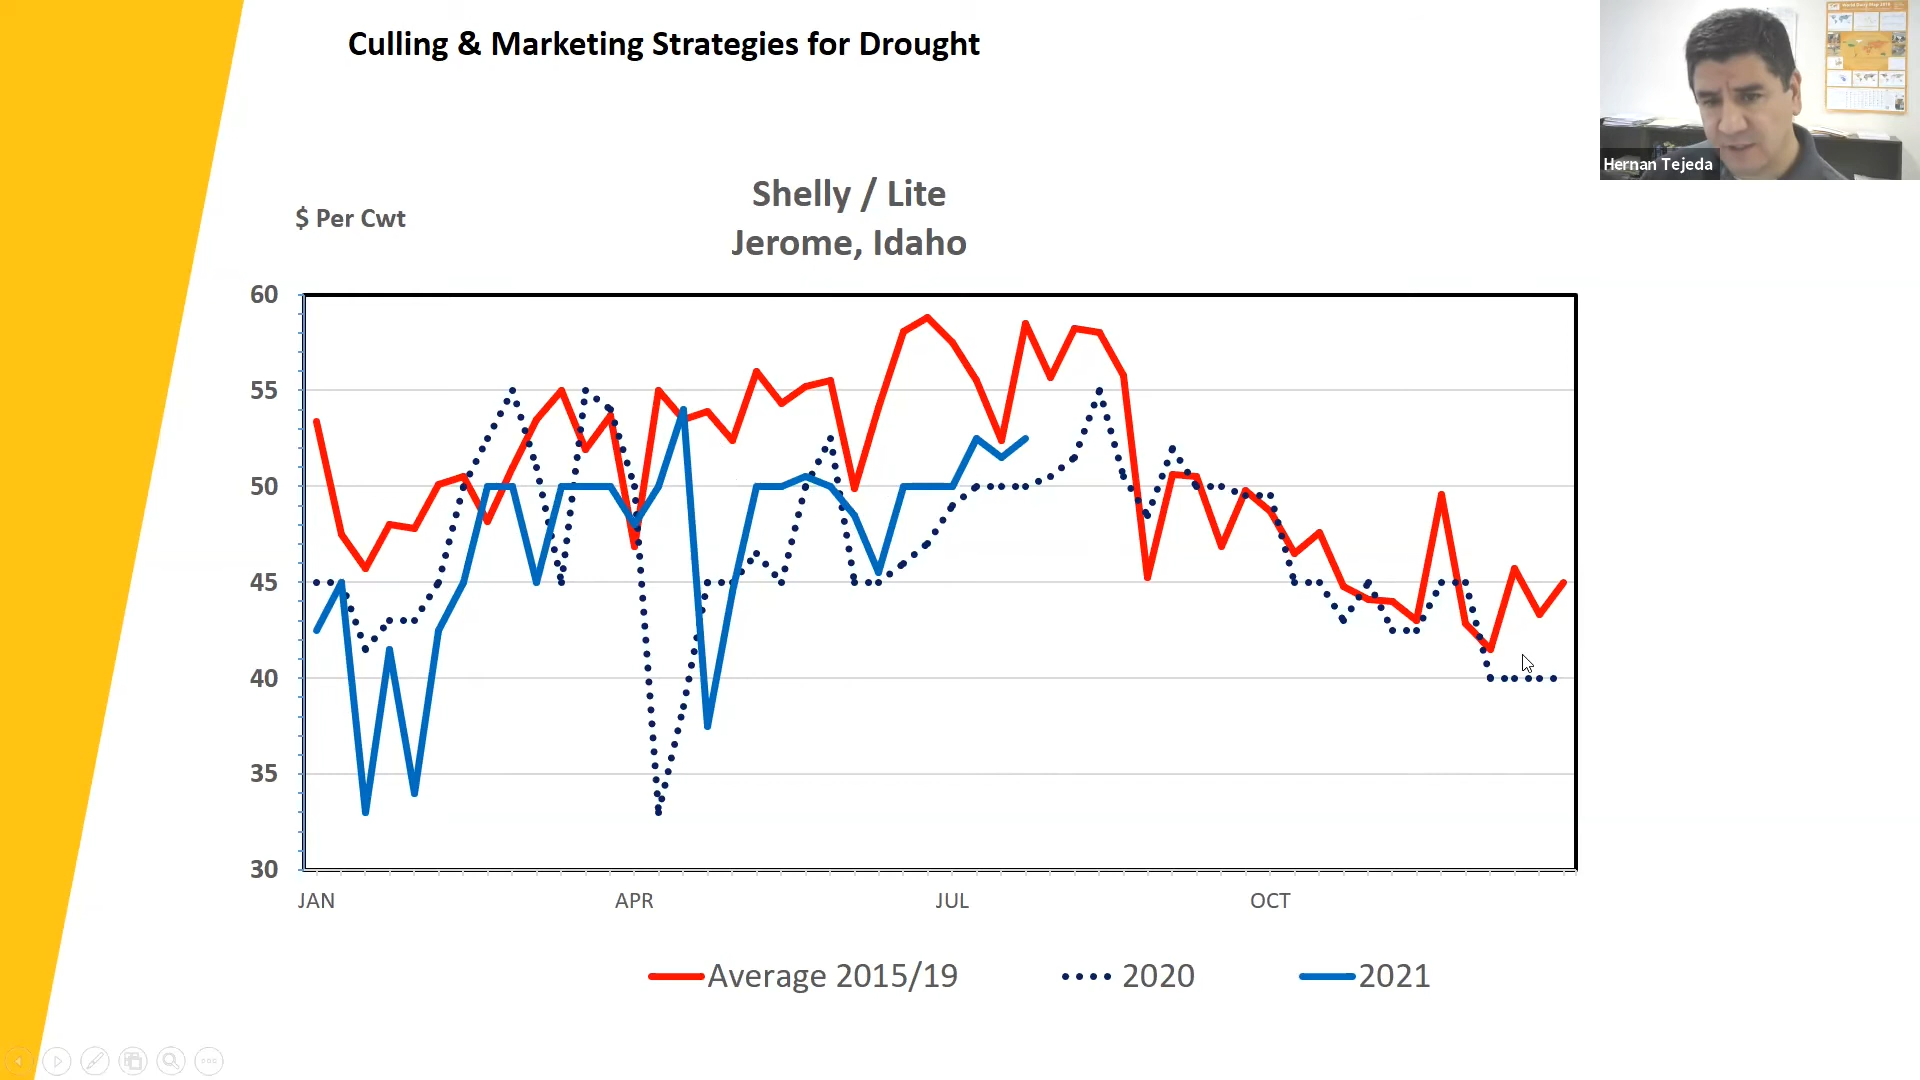 Culling & Marketing Strategies for Drought
Hernan Tejeda
Shelly / Lite
Jerome, Idaho
$ Per Cwt
60
55
50
45
40
35
30
JAN APR JUL OCT
Average 2015/19 2020 2021